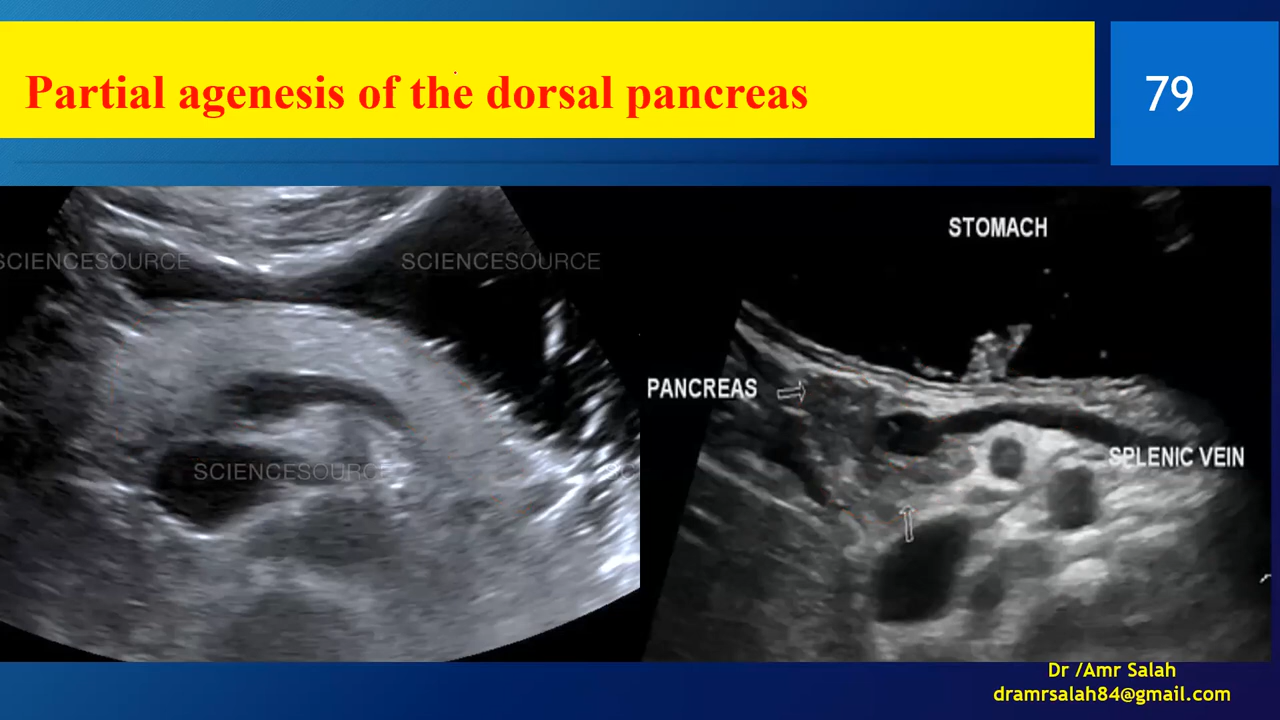 Partial agenesis of the dorsal pancreas
79
SCIENCESOURCE
SCIENCESOURCE
STOMACH
PANCREAS
SPLENIC VEIN
SCIENCESOURCE
SC
Dr /Amr Salah
dramrsalah84@gmail.com